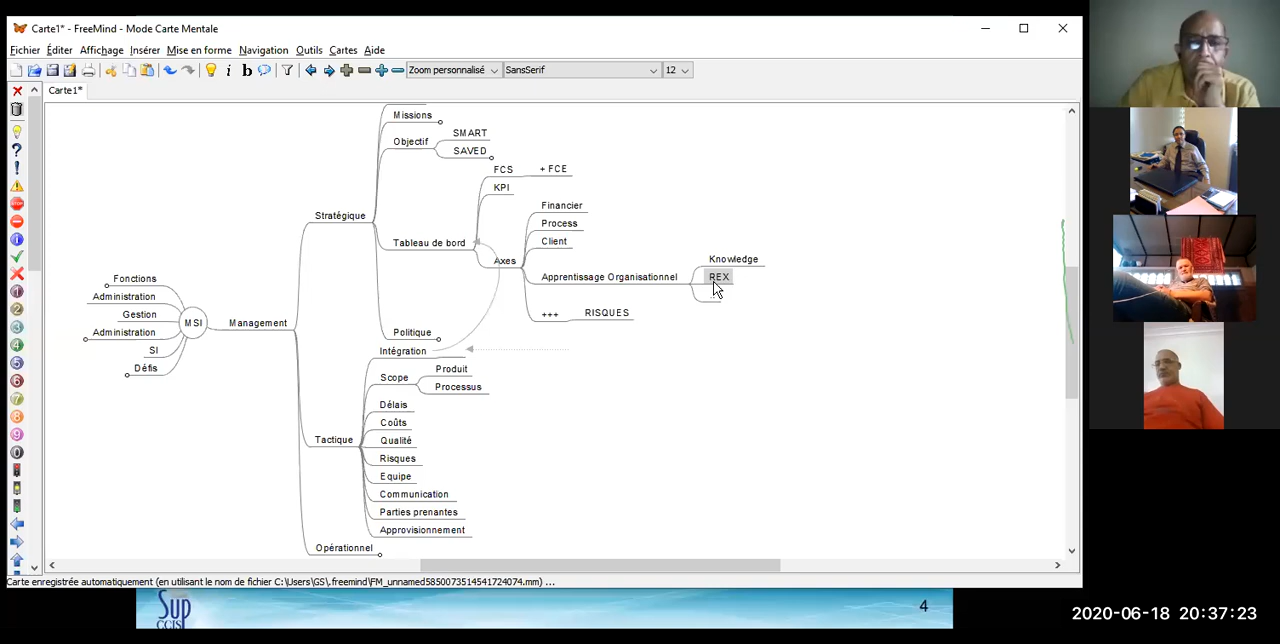 Carte1* - FreeMind - Mode Carte Mentale
Fichier Éditer Affichage Insérer Mise en forme Navigation Outils Cartes Aide
Zoom personnalisé SansSerif 12
Carte1*
Missions
Objectif
SMART
SAVED
FCS
+ FCE
KPI
Stratégique
Tableau de bord
Axes
Financier
Process
Client
Apprentissage Organisationnel
Knowledge
REX
+++
RISQUES
Politique
Fonctions
Administration
Gestion
Administration
SI
Défis
MSI
Management
Intégration
Scope
Produit
Processus
Délais
Coûts
Tactique
Qualité
Risques
Equipe
Communication
Parties prenantes
Approvisionnement
Opérationnel
Carte enregistrée automatiquement (en utilisant le nom de fichier C:\Users\GS\.freemind\FM_unnamed5850073514541724074.mm) ...
Sup
CCIS
4
2020-06-18 20:37:23